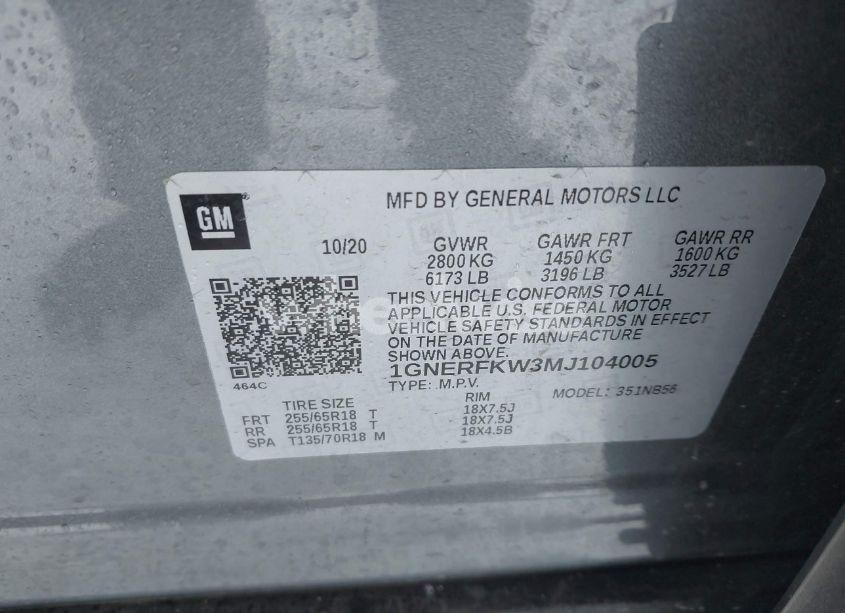 GM
MFD BY GENERAL MOTORS LLC
10/20 GVWR GAWR FRT GAWR RR
2800 KG 1450 KG 1600 KG
6173 LB 3196 LB 3527 LB
THIS VEHICLE CONFORMS TO ALL
APPLICABLE U.S. FEDERAL MOTOR
VEHICLE SAFETY STANDARDS IN EFFECT
ON THE DATE OF MANUFACTURE
SHOWN ABOVE.
1GNERFKW3MJ104005
464C
TYPE: .M.P.V.
MODEL: 351NB56
TIRE SIZE RIM
FRT 255/65R18 T 18X7.5J
RR 255/65R18 T 18X7.5J
SPA T135/70R18 M 18X4.5B